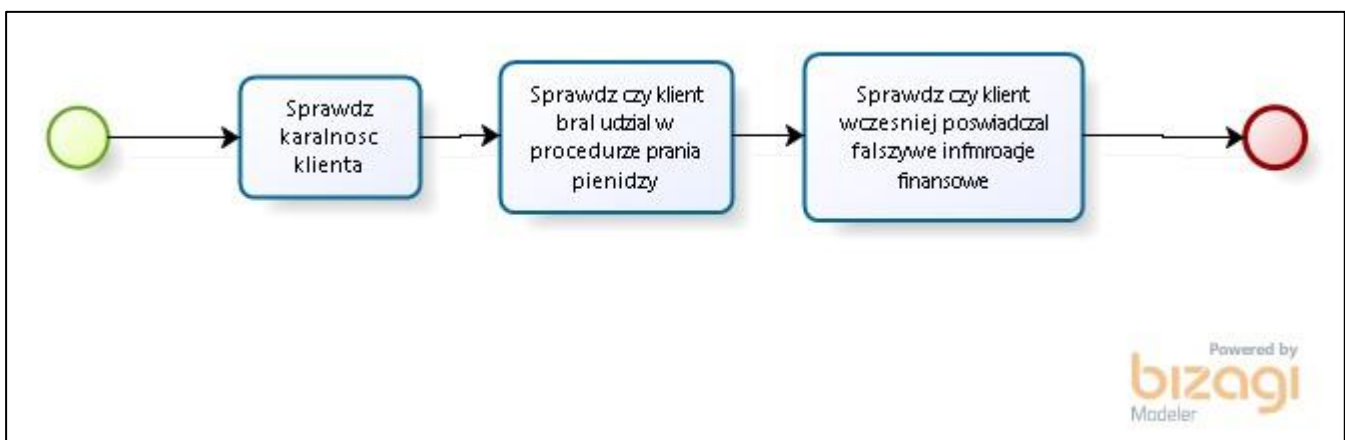 Sprawdz
karalnosc
klienta
Sprawdz czy klient
bral udzial w
procedurze prania
pienidzy
Sprawdz czy klient
wczesniej poswiadczal
falszywe infmroacje
finansowe
Powered by
bizagi
Modeler